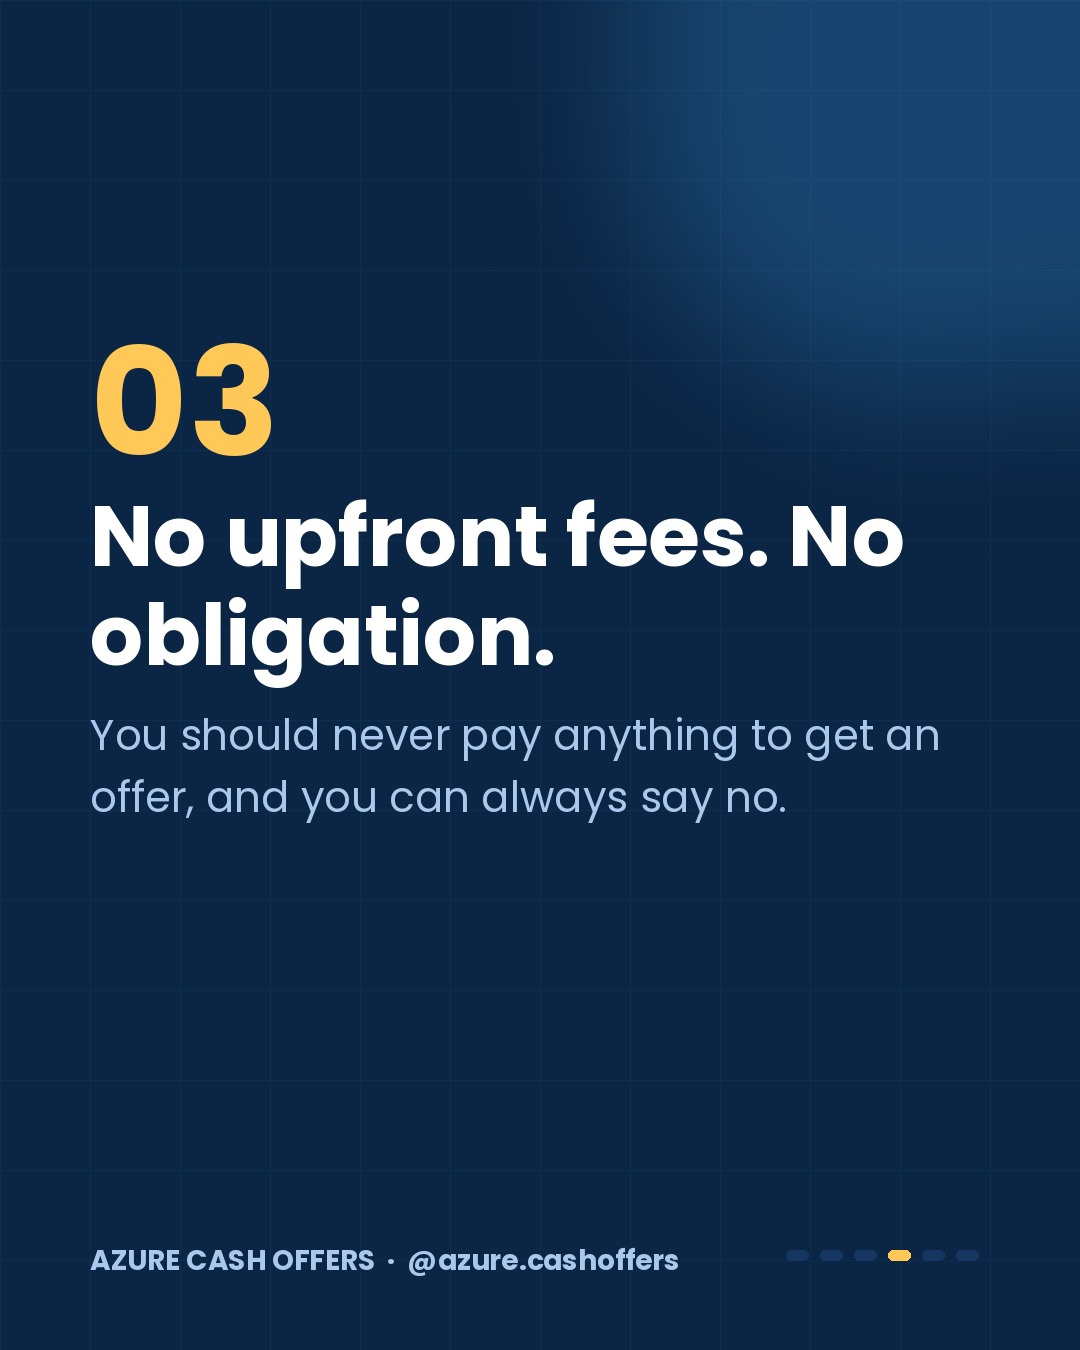 03
No upfront fees. No
obligation.
You should never pay anything to get an
offer, and you can always say no.
AZURE CASH OFFERS · @azure.cashoffers